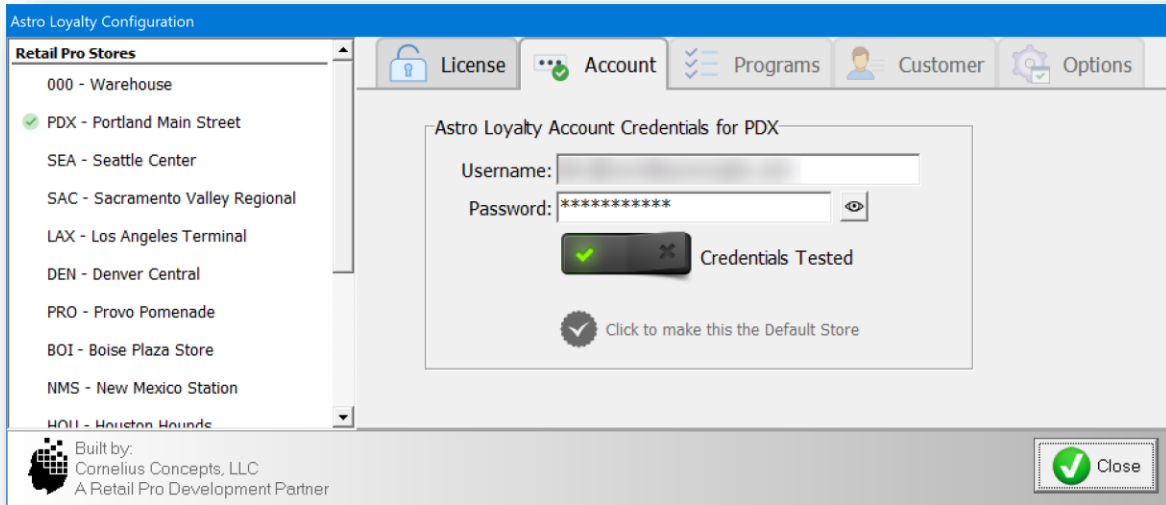 Astro Loyalty Configuration
Retail Pro Stores
000 - Warehouse
PDX - Portland Main Street
SEA - Seattle Center
SAC - Sacramento Valley Regional
LAX - Los Angeles Terminal
DEN - Denver Central
PRO - Provo Pomenade
BOI - Boise Plaza Store
NMS - New Mexico Station
HOU - Houston Hounds
License
Account
Programs
Customer
Options
Astro Loyalty Account Credentials for PDX
Username:
Password: ***********
Credentials Tested
Click to make this the Default Store
Built by:
Cornelius Concepts, LLC
A Retail Pro Development Partner
Close